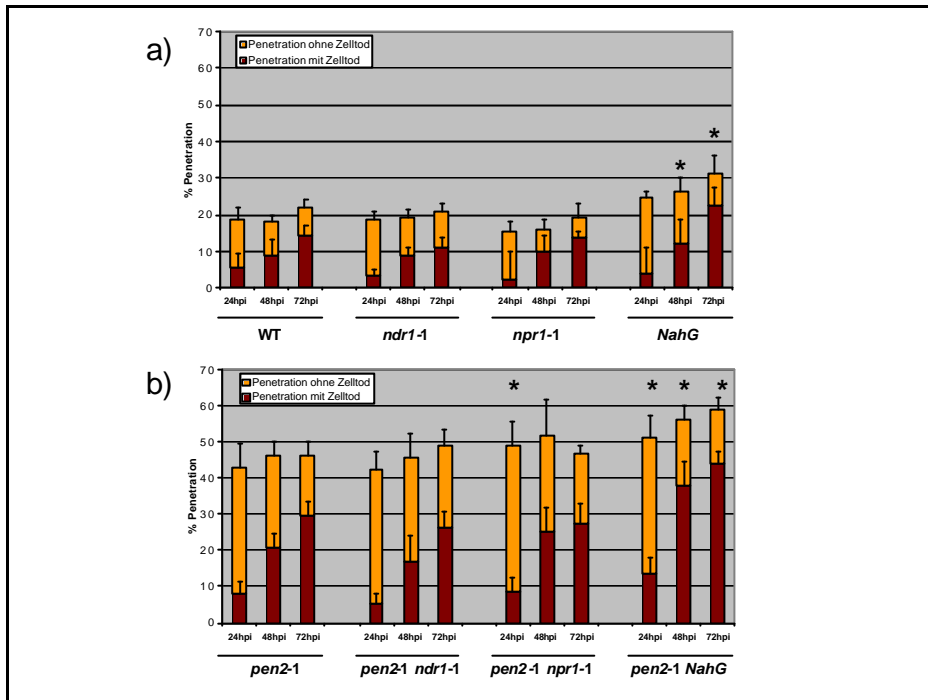 a)
70
60
50
40
30
20
10
0
% Penetration
Penetration ohne Zelltod
Penetration mit Zelltod
*
*
24hpi 48hpi 72hpi 24hpi 48hpi 72hpi 24hpi 48hpi 72hpi 24hpi 48hpi 72hpi
WT ndr1-1 npr1-1 NahG
b)
70
60
50
40
30
20
10
0
% Penetration
Penetration ohne Zelltod
Penetration mit Zelltod
* * * *
24hpi 48hpi 72hpi 24hpi 48hpi 72hpi 24hpi 48hpi 72hpi 24hpi 48hpi 72hpi
pen2-1 pen2-1 ndr1-1 pen2-1 npr1-1 pen2-1 NahG